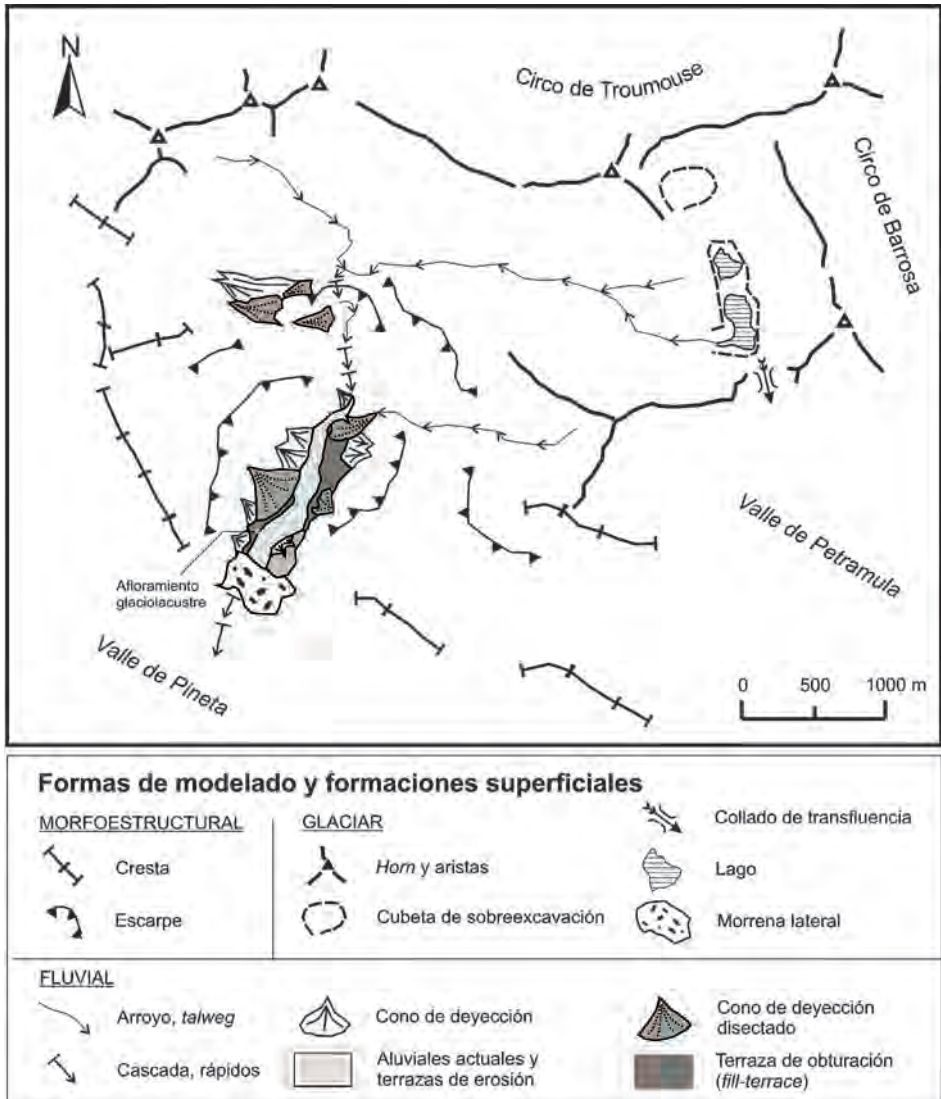 N
Circo de Troumouse
Circo de Barrosa
Afloramiento
glaciolacustre
Valle de Petramula
Valle de Pineta
0 500 1000 m
Formas de modelado y formaciones superficiales
MORFOESTRUCTURAL
Cresta
Escarpe
GLACIAR
Horn y aristas
Cubeta de sobreexcavación
Collado de transfluencia
Lago
Morrena lateral
FLUVIAL
Arroyo, talweg
Cascada, rápidos
Cono de deyección
Aluviales actuales y
terrazas de erosión
Cono de deyección
disectado
Terraza de obturación
(fill-terrace)